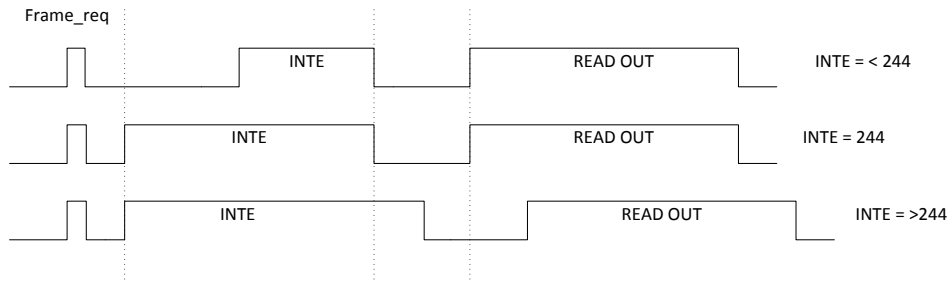 Frame_req
INTE READ OUT INTE = < 244
INTE READ OUT INTE = 244
INTE READ OUT INTE = >244